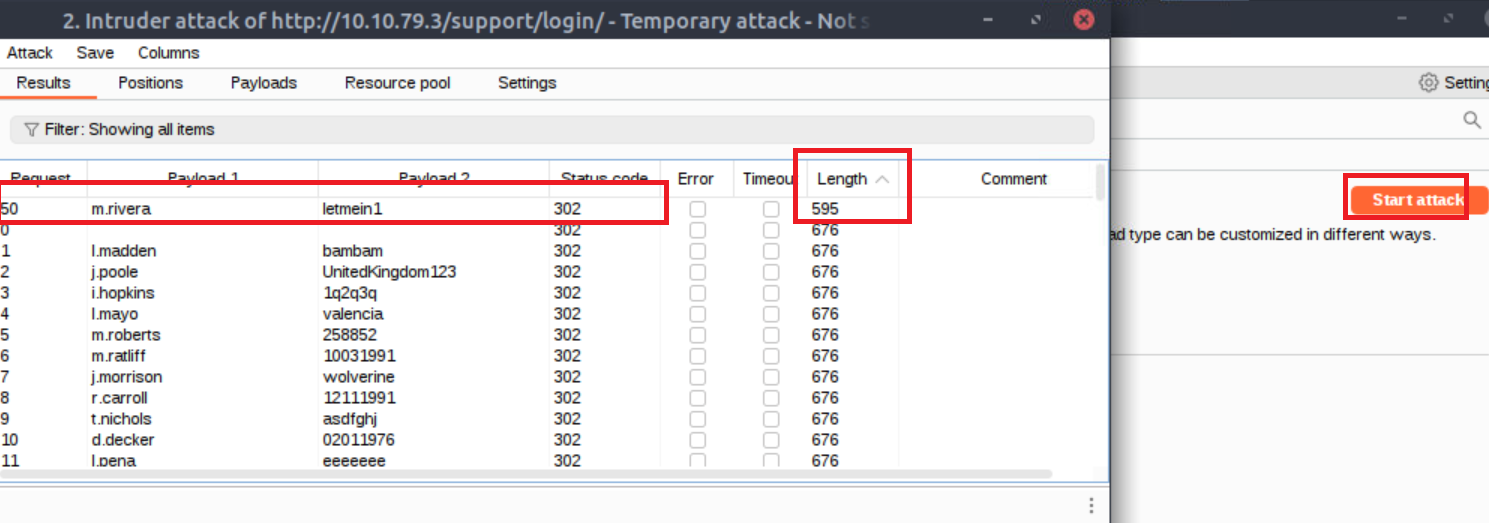 2. Intruder attack of http://10.10.79.3/support/login/ - Temporary attack - Not s
Attack Save Columns
Results Positions Payloads Resource pool Settings
Setting
Filter: Showing all items
Request Payload 1 Payload 2 Status code Error Timeou Length Comment
50 m.rivera letmein1 302 595
0 302 676
1 l.madden bambam 302 676
2 j.poole UnitedKingdom123 302 676
3 i.hopkins 1q2q3q 302 676
4 l.mayo valencia 302 676
5 m.roberts 258852 302 676
6 m.ratliff 10031991 302 676
7 j.morrison wolverine 302 676
8 r.carroll 12111991 302 676
9 t.nichols asdfghj 302 676
10 d.decker 02011976 302 676
11 l.pena eeeeeee 302 676
Start attack
ad type can be customized in different ways.